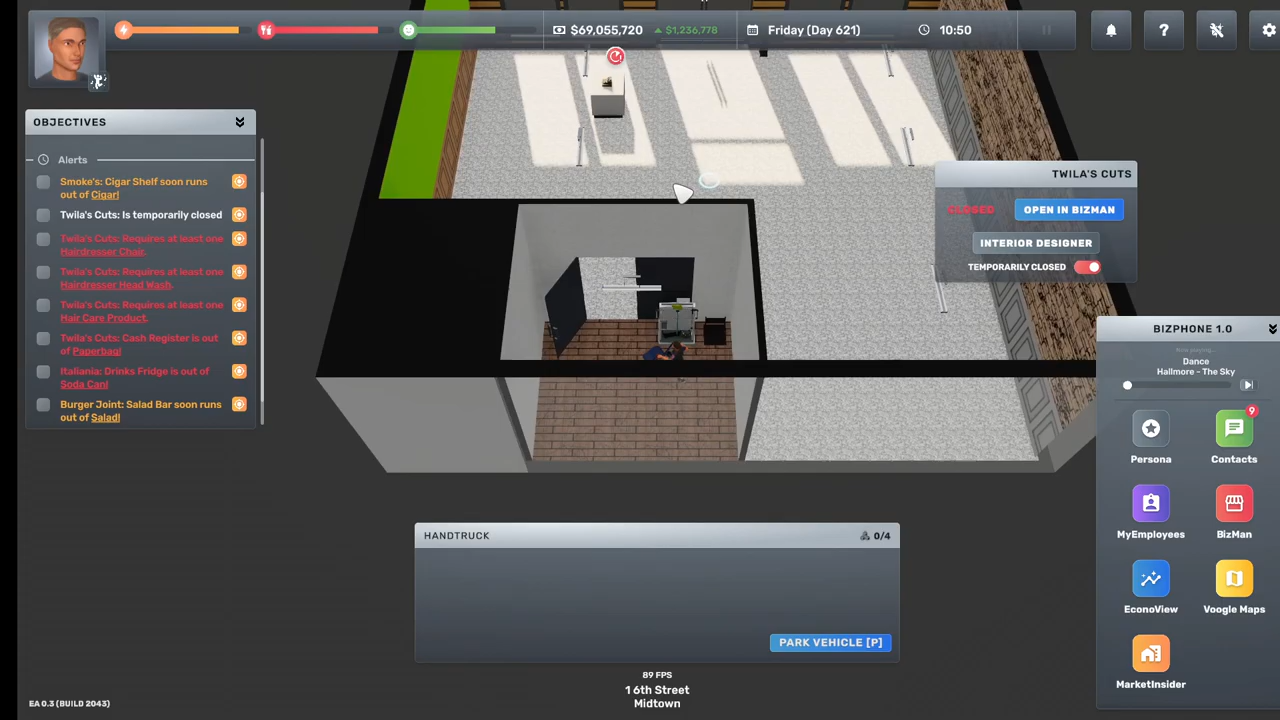 $69,055,720
$1,236,778
Friday (Day 621)
10:50
?
OBJECTIVES
Alerts
Smoke's: Cigar Shelf soon runs
out of Cigar!
Twila's Cuts: Is temporarily closed
Twila's Cuts: Requires at least one
Hairdresser Chair.
Twila's Cuts: Requires at least one
Hairdresser Head Wash.
Twila's Cuts: Requires at least one
Hair Care Product.
Twila's Cuts: Cash Register is out
of Paperbag!
Italiania: Drinks Fridge is out of
Soda Can!
Burger Joint: Salad Bar soon runs
out of Salad!
TWILA'S CUTS
CLOSED
OPEN IN BIZMAN
INTERIOR DESIGNER
TEMPORARILY CLOSED
BIZPHONE 1.0
Now playing...
Dance
Hallmore - The Sky
9
Persona
Contacts
MyEmployees
BizMan
EconoView
Voogle Maps
MarketInsider
HANDTRUCK
0/4
PARK VEHICLE [P]
89 FPS
1 6th Street
Midtown
EA 0.3 (BUILD 2043)